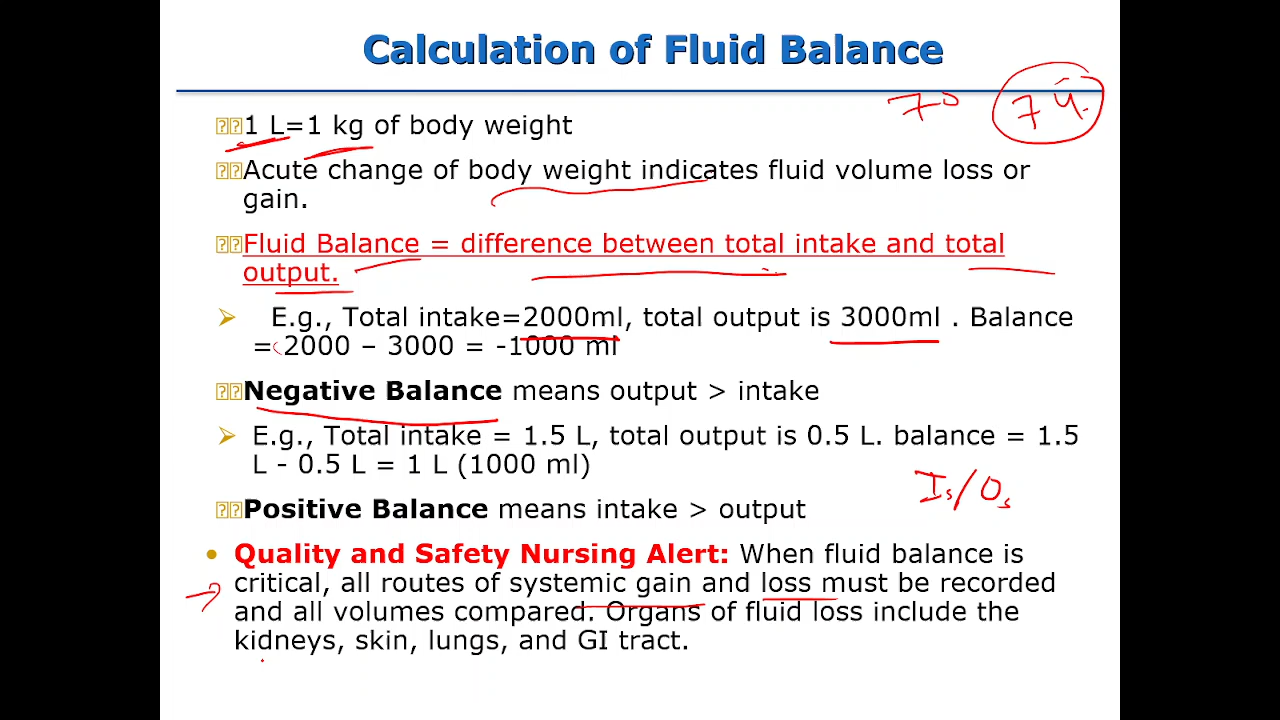 Calculation of Fluid Balance
70 74
1 L=1 kg of body weight
Acute change of body weight indicates fluid volume loss or
gain.
Fluid Balance = difference between total intake and total
output.
E.g., Total intake=2000ml, total output is 3000ml . Balance
= 2000 – 3000 = -1000 ml
Negative Balance means output > intake
E.g., Total intake = 1.5 L, total output is 0.5 L. balance = 1.5
L - 0.5 L = 1 L (1000 ml)
Is/Os
Positive Balance means intake > output
Quality and Safety Nursing Alert: When fluid balance is
critical, all routes of systemic gain and loss must be recorded
and all volumes compared. Organs of fluid loss include the
kidneys, skin, lungs, and GI tract.